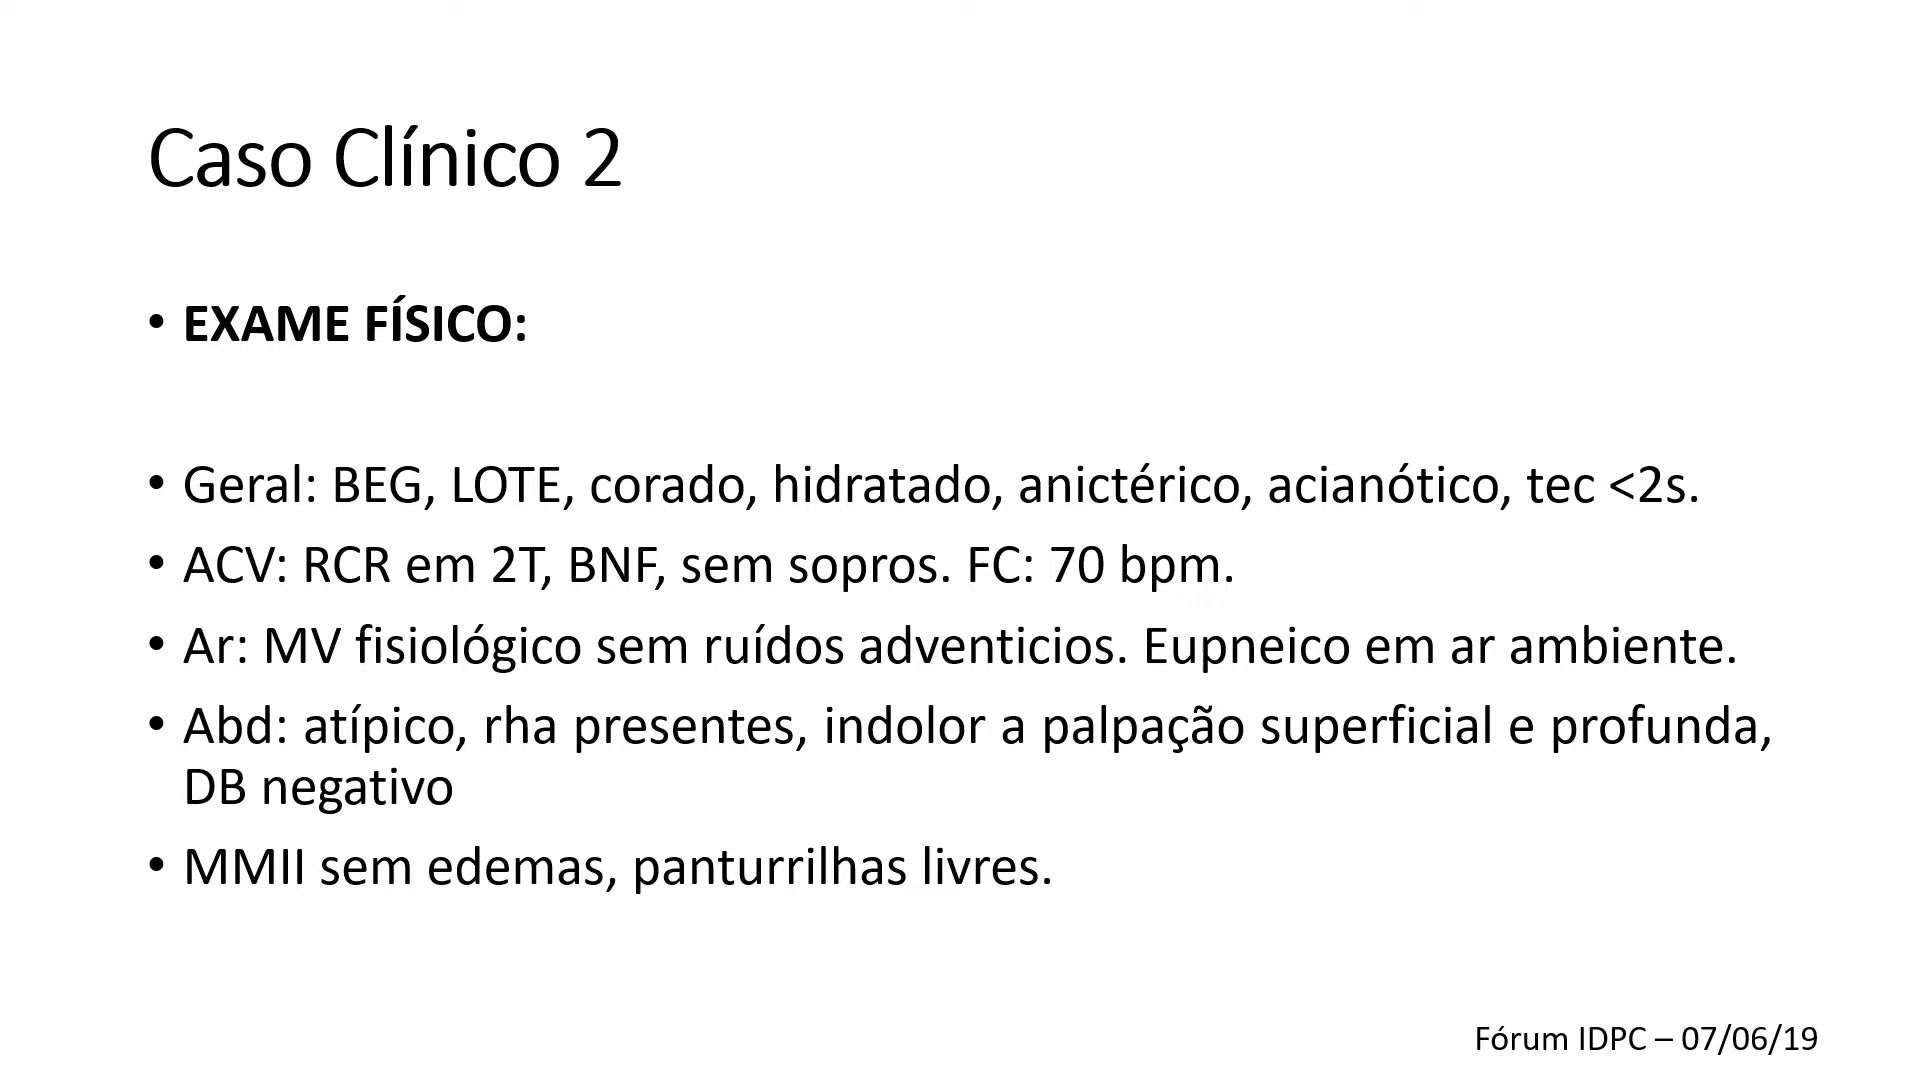 Caso Clínico 2
• EXAME FÍSICO:
• Geral: BEG, LOTE, corado, hidratado, anictérico, acianótico, tec <2s.
• ACV: RCR em 2T, BNF, sem sopros. FC: 70 bpm.
• Ar: MV fisiológico sem ruídos adventicios. Eupneico em ar ambiente.
• Abd: atípico, rha presentes, indolor a palpação superficial e profunda,
DB negativo
• MMII sem edemas, panturrilhas livres.
Fórum IDPC – 07/06/19